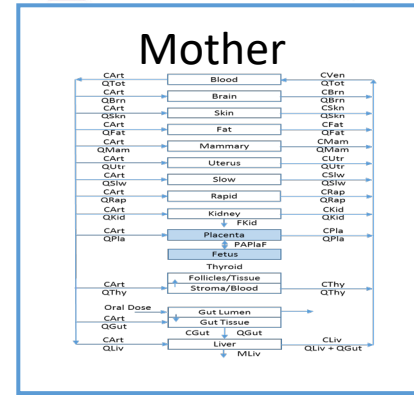 Mother
CArt Blood CVen
QTot QTot
CArt Brain CBrn
QBrn QBrn
CArt Skin CSkn
QSkn QSkn
CArt Fat CFat
QFat QFat
CArt Mammary CMam
QMam QMam
CArt Uterus CUtr
QUtr QUtr
CArt Slow CSlw
QSlw QSlw
CArt Rapid CRap
QRap QRap
CArt Kidney CKid
QKid QKid
FKid
CArt Placenta CPla
QPla QPla
PAPlaF
Fetus
Thyroid
Follicles/Tissue
CArt Stroma/Blood CThy
QThy QThy
Oral Dose Gut Lumen
CArt Gut Tissue
QGut CGut QGut
CArt Liver CLiv
QLiv QLiv + QGut
MLiv